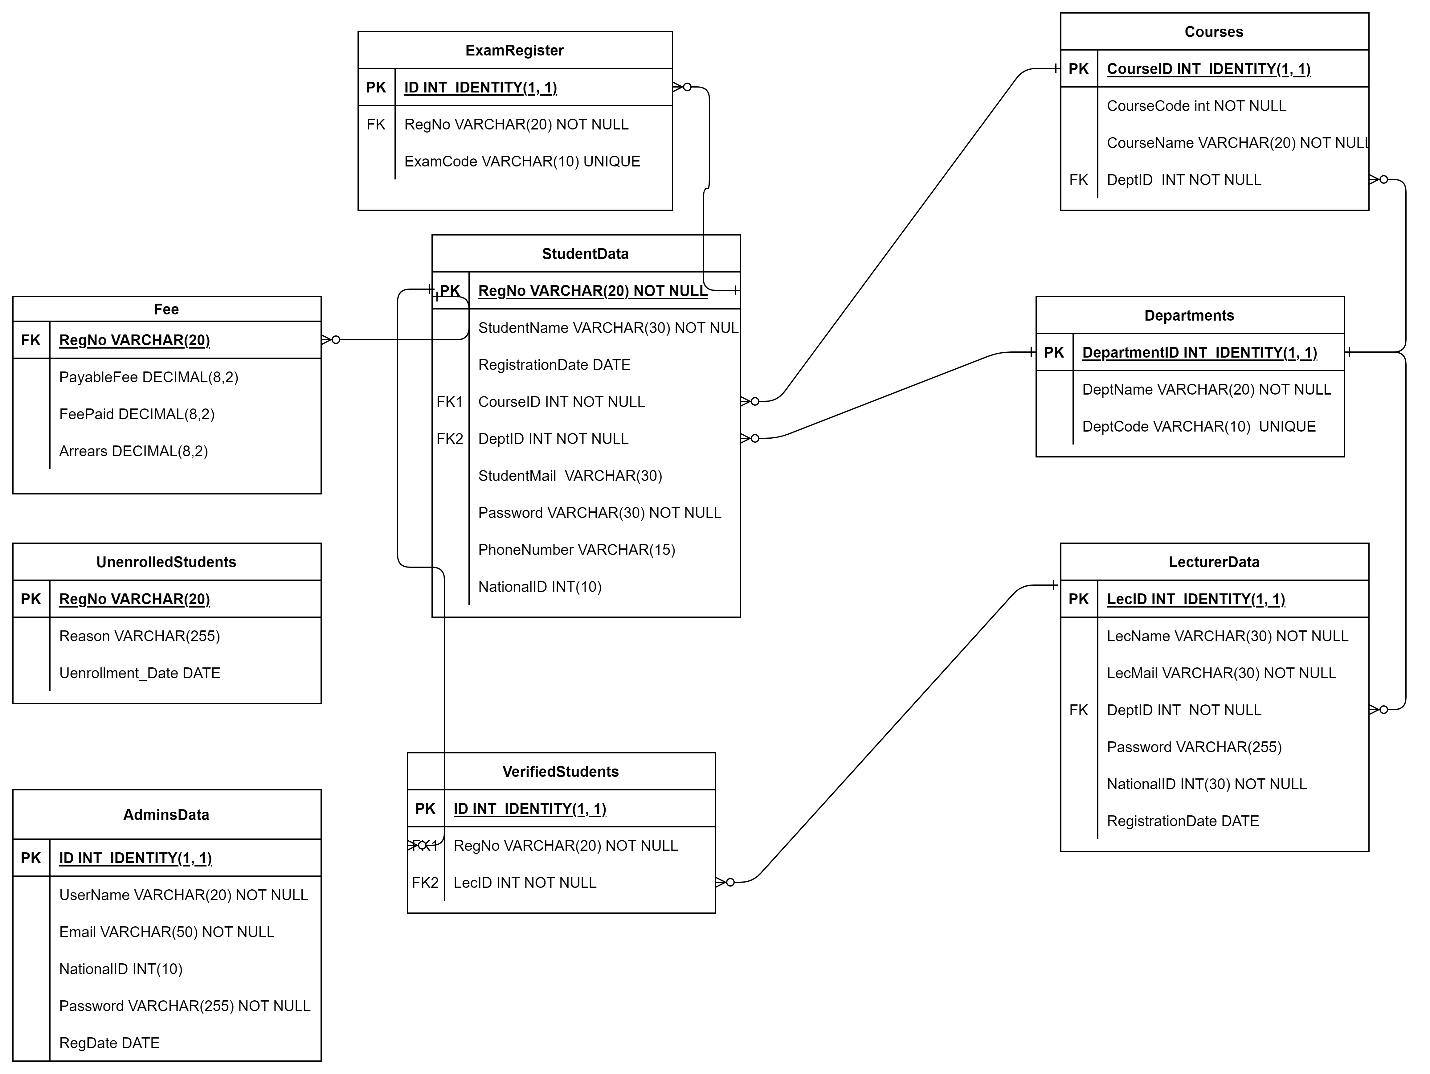 ExamRegister
PK ID INT IDENTITY(1, 1)
FK RegNo VARCHAR(20) NOT NULL
ExamCode VARCHAR(10) UNIQUE
Courses
PK CourseID INT IDENTITY(1, 1)
CourseCode int NOT NULL
CourseName VARCHAR(20) NOT NULL
FK DeptID INT NOT NULL
StudentData
PK RegNo VARCHAR(20) NOT NULL
StudentName VARCHAR(30) NOT NUL
RegistrationDate DATE
FK1 CourseID INT NOT NULL
FK2 DeptID INT NOT NULL
StudentMail VARCHAR(30)
Password VARCHAR(30) NOT NULL
PhoneNumber VARCHAR(15)
NationalID INT(10)
Fee
FK RegNo VARCHAR(20)
PayableFee DECIMAL(8,2)
FeePaid DECIMAL(8,2)
Arrears DECIMAL(8,2)
Departments
PK DepartmentID INT IDENTITY(1, 1)
DeptName VARCHAR(20) NOT NULL
DeptCode VARCHAR(10) UNIQUE
UnenrolledStudents
PK RegNo VARCHAR(20)
Reason VARCHAR(255)
Uenrollment_Date DATE
LecturerData
PK LecID INT IDENTITY(1, 1)
LecName VARCHAR(30) NOT NULL
LecMail VARCHAR(30) NOT NULL
FK DeptID INT NOT NULL
Password VARCHAR(255)
NationalID INT(30) NOT NULL
RegistrationDate DATE
VerifiedStudents
PK ID INT IDENTITY(1, 1)
FK1 RegNo VARCHAR(20) NOT NULL
FK2 LecID INT NOT NULL
AdminsData
PK ID INT IDENTITY(1, 1)
UserName VARCHAR(20) NOT NULL
Email VARCHAR(50) NOT NULL
NationalID INT(10)
Password VARCHAR(255) NOT NULL
RegDate DATE